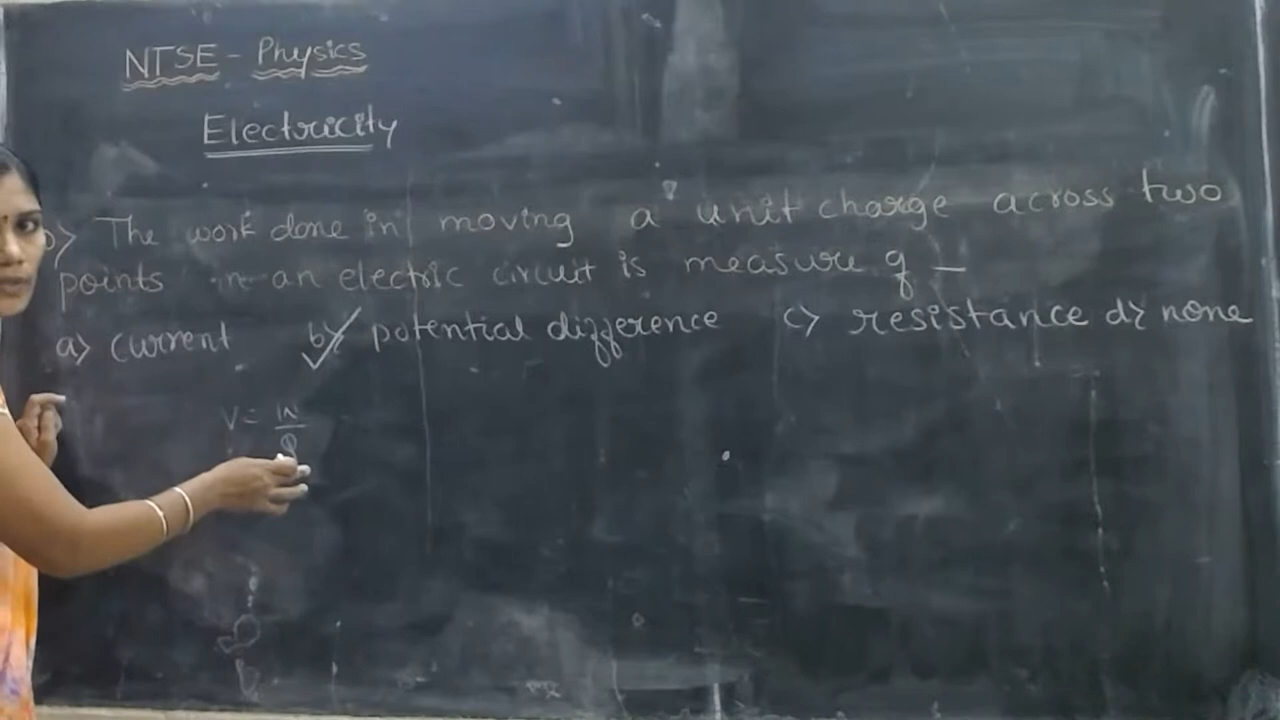 NTSE - Physics
Electricity
The work done in moving a unit charge across two
points in an electric circuit is measure of _
a> current b> potential difference c> resistance d> none
V = W
Q